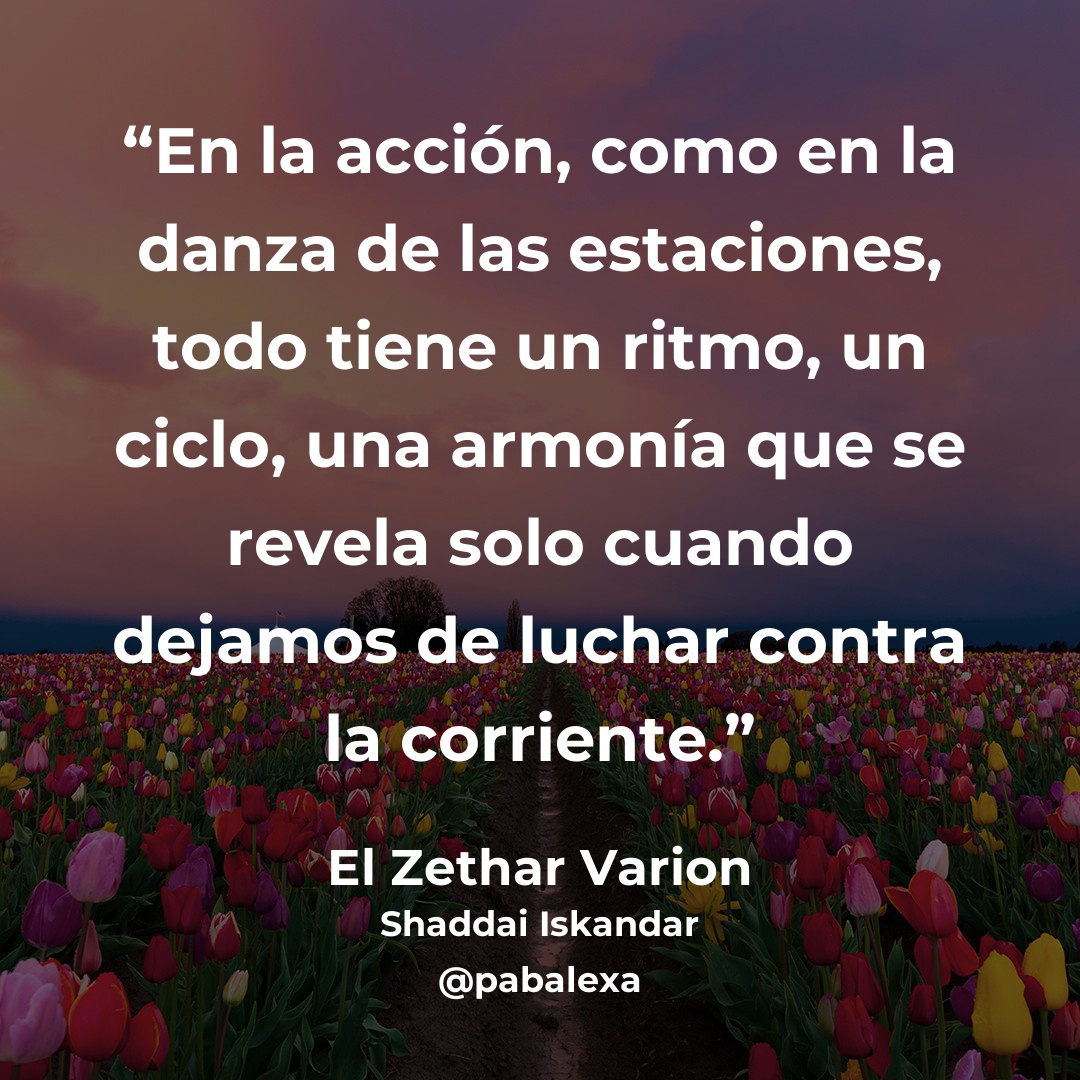 “En la acción, como en la
danza de las estaciones,
todo tiene un ritmo, un
ciclo, una armonía que se
revela solo cuando
dejamos de luchar contra
la corriente.”
El Zethar Varion
Shaddai Iskandar
@pabalexa